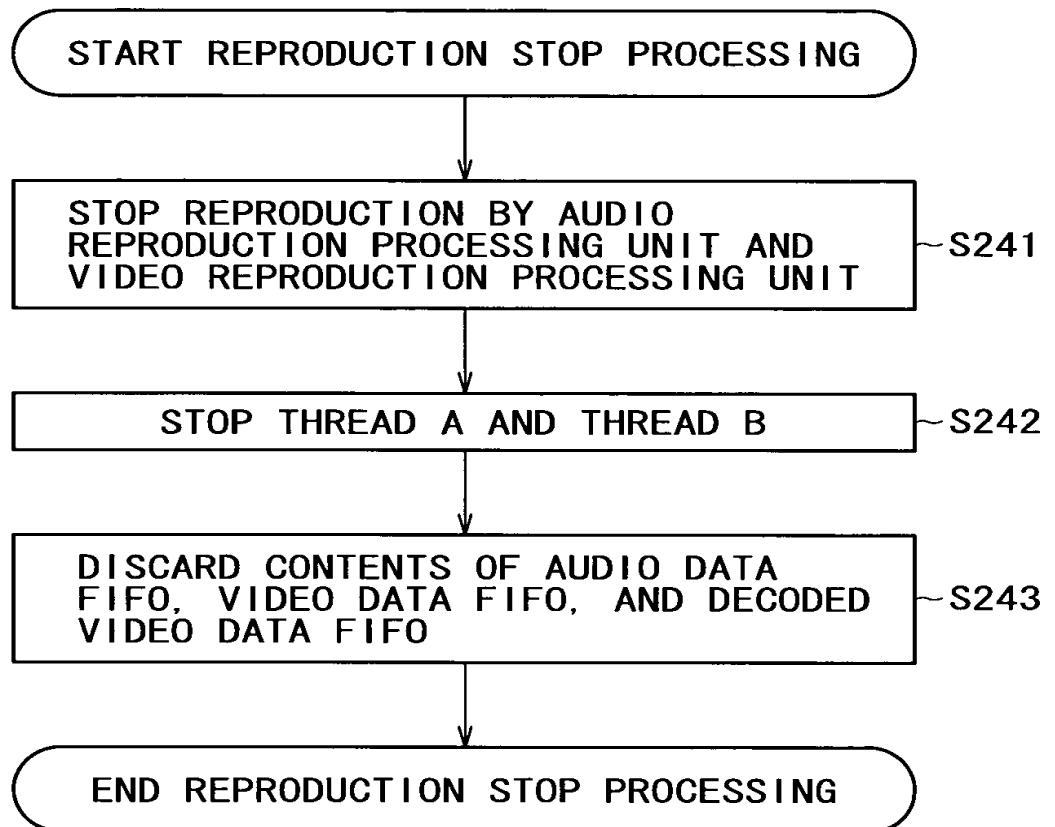 START REPRODUCTION STOP PROCESSING
STOP REPRODUCTION BY AUDIO
REPRODUCTION PROCESSING UNIT AND
VIDEO REPRODUCTION PROCESSING UNIT
~S241
STOP THREAD A AND THREAD B
~S242
DISCARD CONTENTS OF AUDIO DATA
FIFO, VIDEO DATA FIFO, AND DECODED
VIDEO DATA FIFO
~S243
END REPRODUCTION STOP PROCESSING